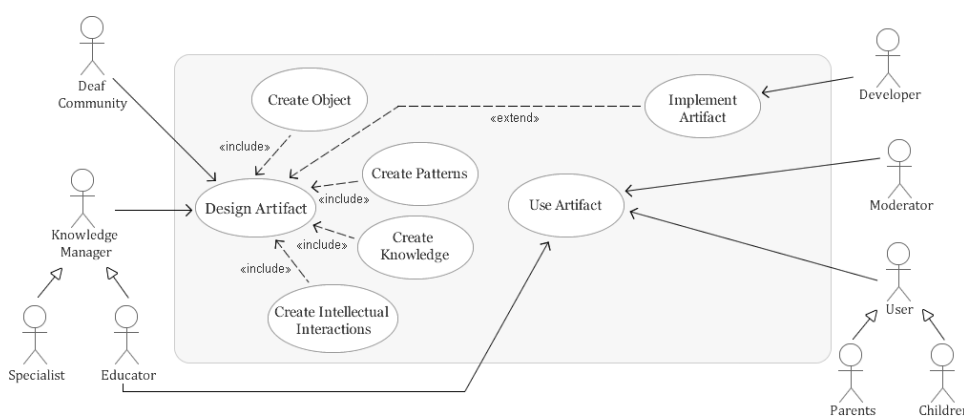 Deaf
Community
Create Object
Implement
Artifact
Developer
«extend»
«include»
Create Patterns
«include»
Moderator
Design Artifact
Use Artifact
Knowledge
Manager
Create
Knowledge
«include»
«include»
Create Intellectual
Interactions
User
Specialist
Educator
Parents
Children